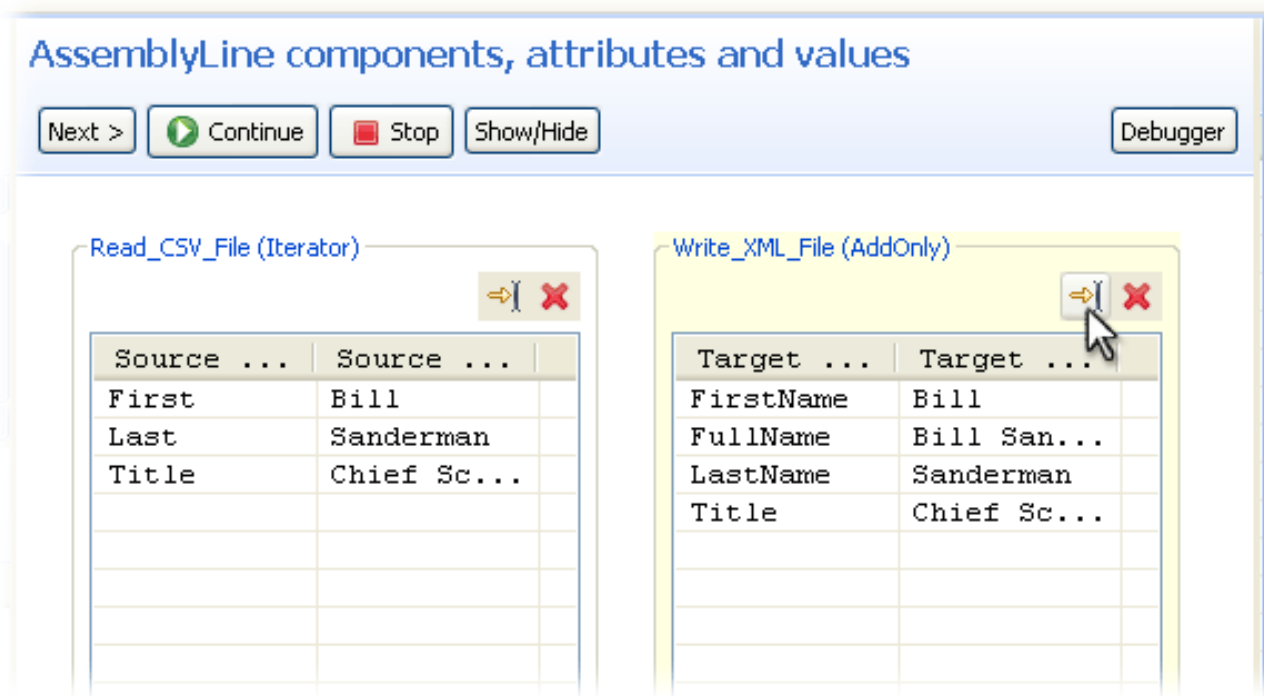 AssemblyLine components, attributes and values
Next > Continue Stop Show/Hide Debugger
Read_CSV_File (Iterator)
Source ... Source ...
First Bill
Last Sanderman
Title Chief Sc...
Write_XML_File (AddOnly)
Target ... Target ...
FirstName Bill
FullName Bill San...
LastName Sanderman
Title Chief Sc...